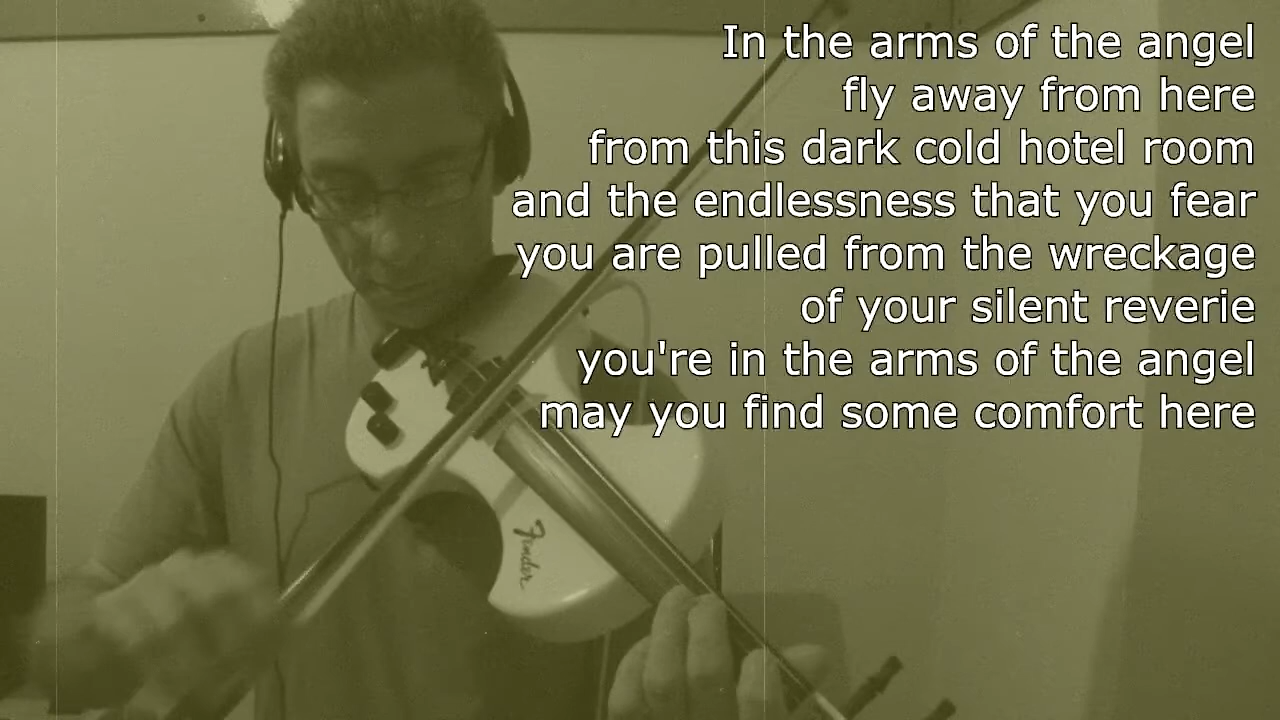 In the arms of the angel
fly away from here
from this dark cold hotel room
and the endlessness that you fear
you are pulled from the wreckage
of your silent reverie
you're in the arms of the angel
may you find some comfort here
Fender